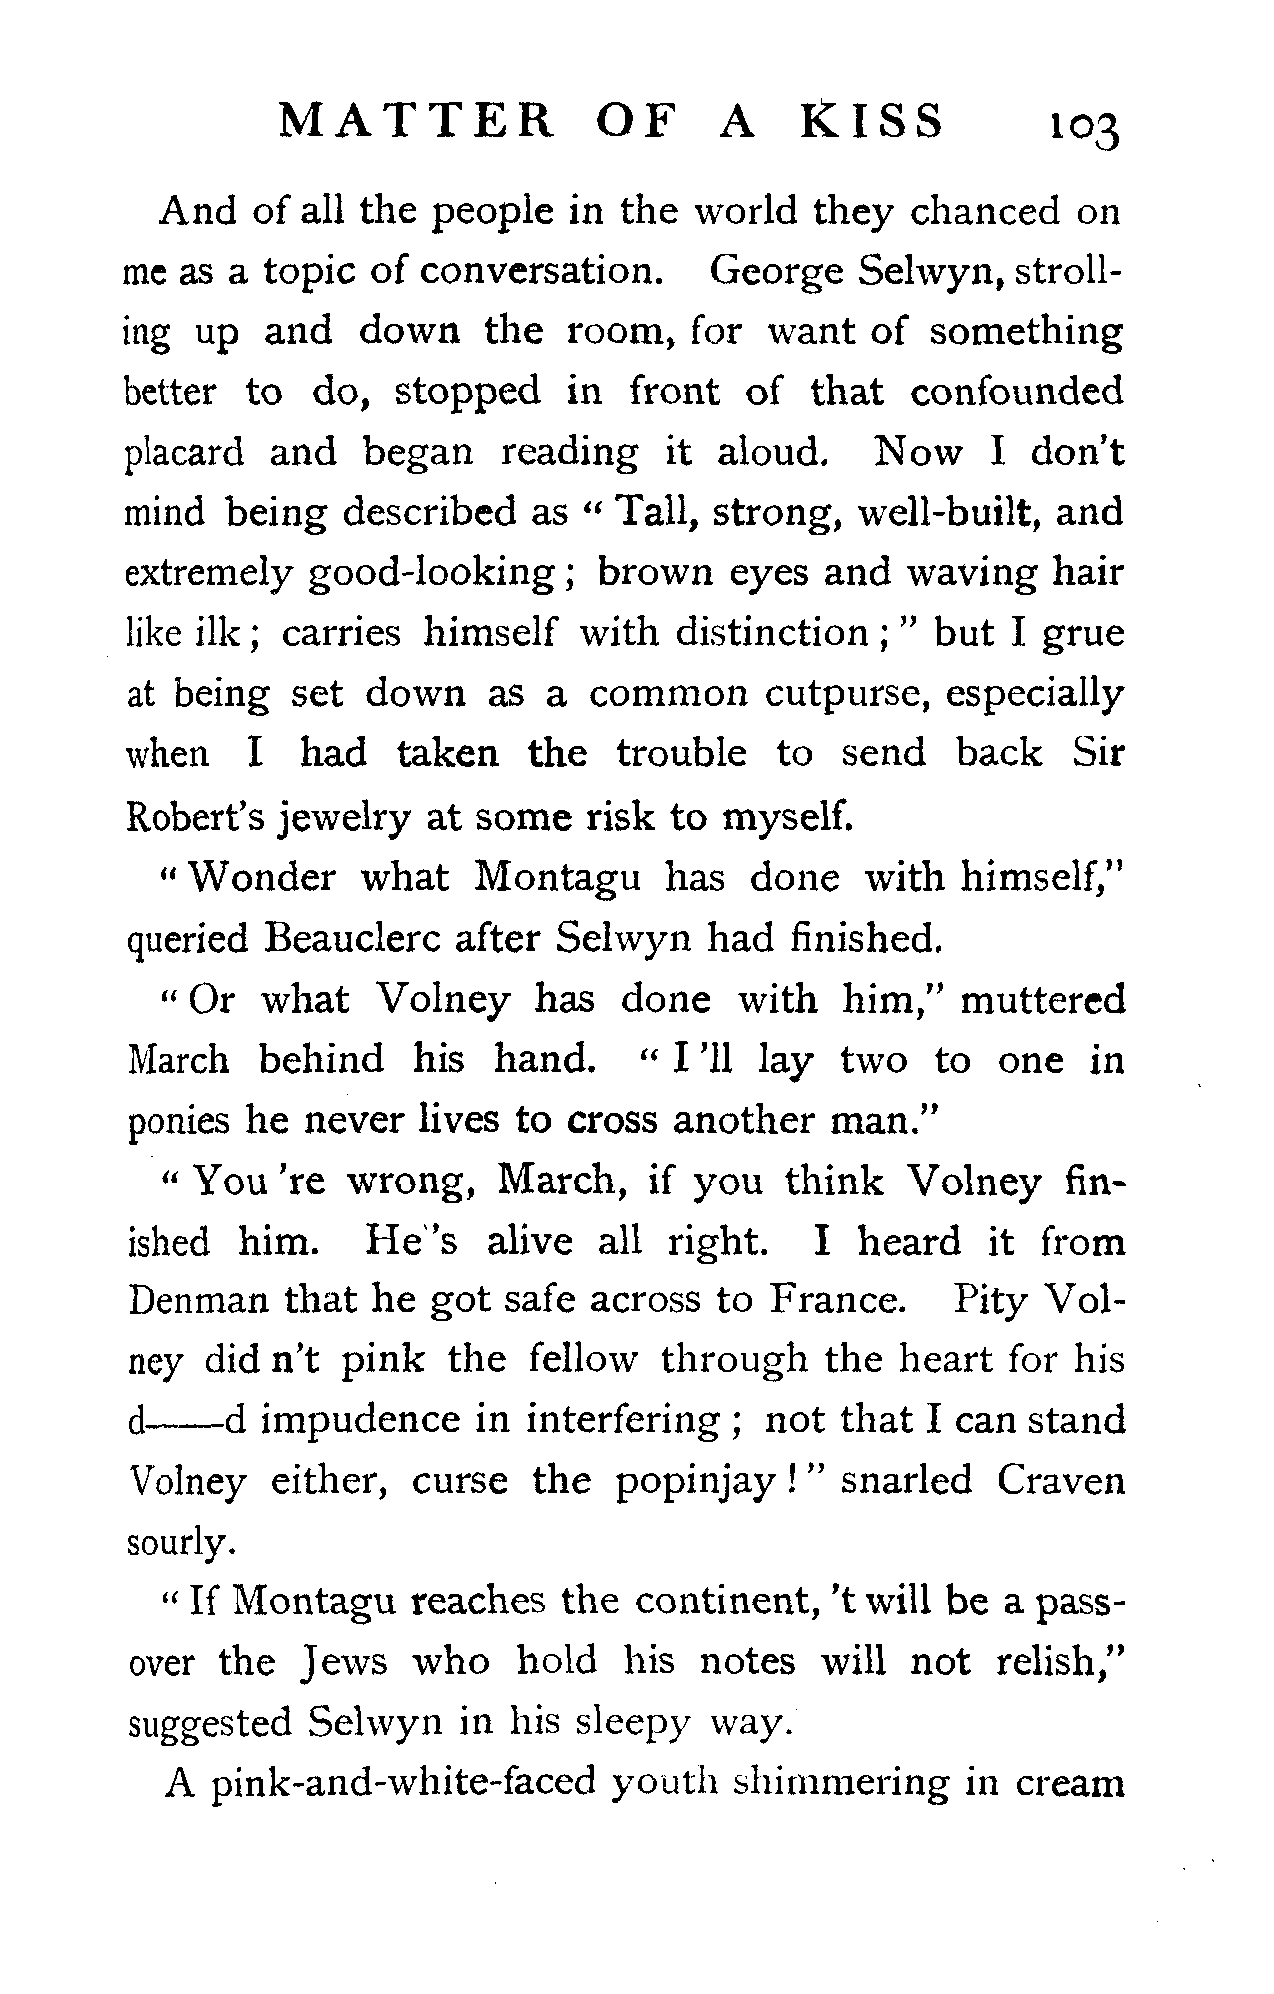 MATTER OF A KISS 103
And of all the people in the world they chanced on
me as a topic of conversation. George Selwyn, stroll-
ing up and down the room, for want of something
better to do, stopped in front of that confounded
placard and began reading it aloud. Now I don't
mind being described as " Tall, strong, well-built, and
extremely good-looking ; brown eyes and waving hair
like ilk ; carries himself with distinction ; " but I grue
at being set down as a common cutpurse, especially
when I had taken the trouble to send back Sir
Robert's jewelry at some risk to myself.
" Wonder what Montagu has done with himself,"
queried Beauclerc after Selwyn had finished.
" Or what Volney has done with him," muttered
March behind his hand. " I 'll lay two to one in
ponies he never lives to cross another man."
" You 're wrong, March, if you think Volney fin-
ished him. He 's alive all right. I heard it from
Denman that he got safe across to France. Pity Vol-
ney did n't pink the fellow through the heart for his
d——d impudence in interfering ; not that I can stand
Volney either, curse the popinjay ! " snarled Craven
sourly.
" If Montagu reaches the continent, 't will be a pass-
over the Jews who hold his notes will not relish,"
suggested Selwyn in his sleepy way.
A pink-and-white-faced youth shimmering in cream